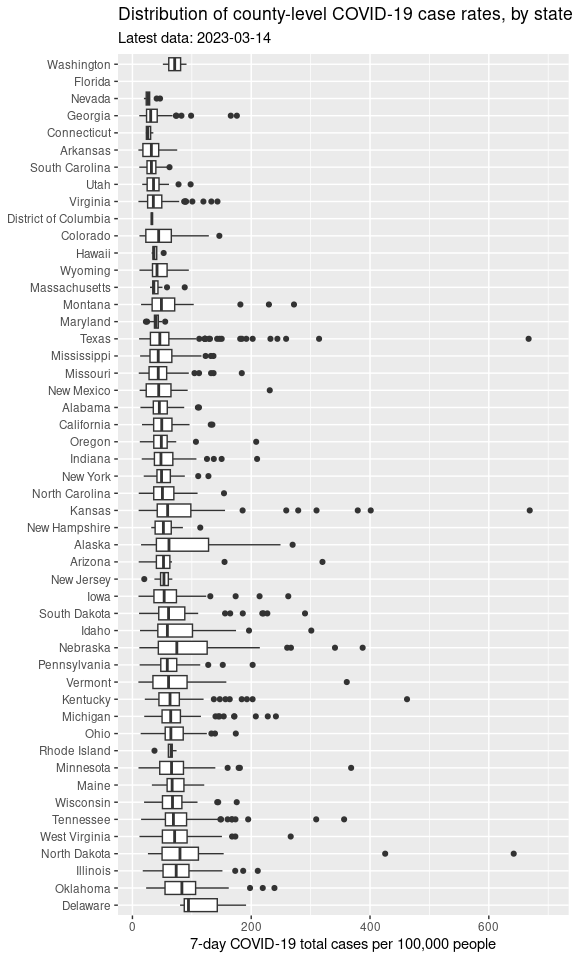 Distribution of county-level COVID-19 case rates, by state
Latest data: 2023-03-14
Washington
Florida
Nevada
Georgia
Connecticut
Arkansas
South Carolina
Utah
Virginia
District of Columbia
Colorado
Hawaii
Wyoming
Massachusetts
Montana
Maryland
Texas
Mississippi
Missouri
New Mexico
Alabama
California
Oregon
Indiana
New York
North Carolina
Kansas
New Hampshire
Alaska
Arizona
New Jersey
Iowa
South Dakota
Idaho
Nebraska
Pennsylvania
Vermont
Kentucky
Michigan
Ohio
Rhode Island
Minnesota
Maine
Wisconsin
Tennessee
West Virginia
North Dakota
Illinois
Oklahoma
Delaware
0 200 400 600
7-day COVID-19 total cases per 100,000 people